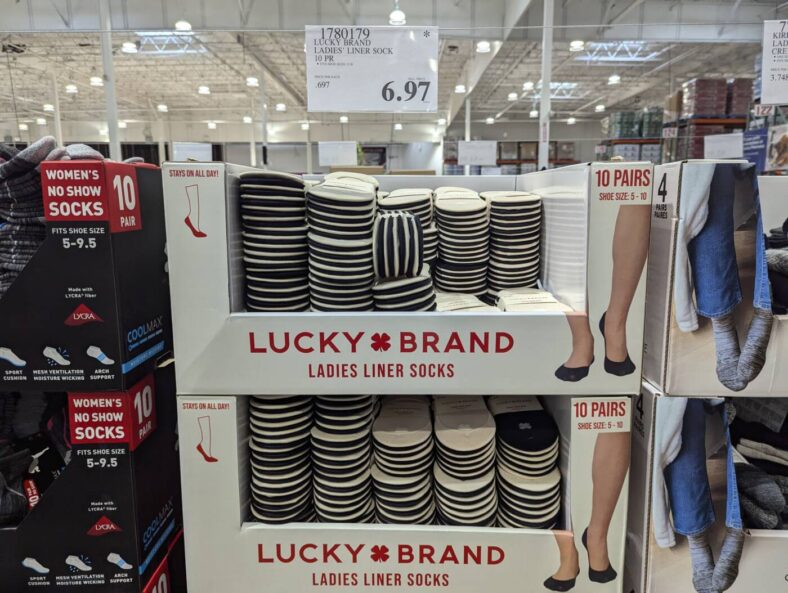 1780179 *
LUCKY BRAND
LADIES' LINER SOCK
10 PR
.697
6.97
3.748
122
WOMEN'S
NO SHOW
SOCKS
10
PAIR
FITS SHOE SIZE
5-9.5
Made with
LYCRA® fiber
LYCRA
COOLMAX
SPORT
CUSHION
MESH VENTILATION
MOISTURE WICKING
ARCH
SUPPORT
STAYS ON ALL DAY!
10 PAIRS
SHOE SIZE: 5 - 10
LUCKY BRAND
LADIES LINER SOCKS
4
PAIRS
PAIRES
WOMEN'S
NO SHOW
SOCKS
10
FITS SHOE SIZE
5-9.5
Made with
LYCRA® fiber
LYCRA
COOLMAX
SPORT
CUSHION
MESH VENTILATION
MOISTURE WICKING
ARCH
SUPPORT
STAYS ON ALL DAY!
10 PAIRS
SHOE SIZE: 5 - 10
LUCKY BRAND
LADIES LINER SOCKS